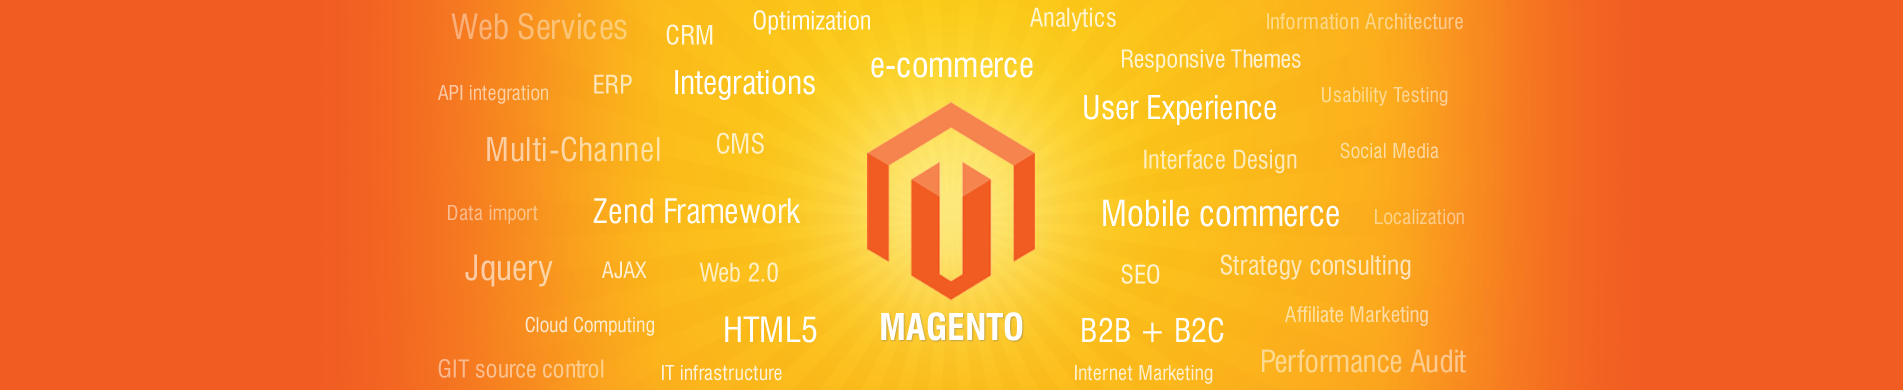 Web Services
CRM
Optimization
Analytics
Information Architecture
e-commerce
Responsive Themes
API integration
ERP
Integrations
User Experience
Usability Testing
Multi-Channel
CMS
Interface Design
Social Media
Data import
Zend Framework
Mobile commerce
Localization
Jquery
AJAX
Web 2.0
SEO
Strategy consulting
Cloud Computing
HTML5
MAGENTO
B2B + B2C
Affiliate Marketing
GIT source control
IT infrastructure
Internet Marketing
Performance Audit